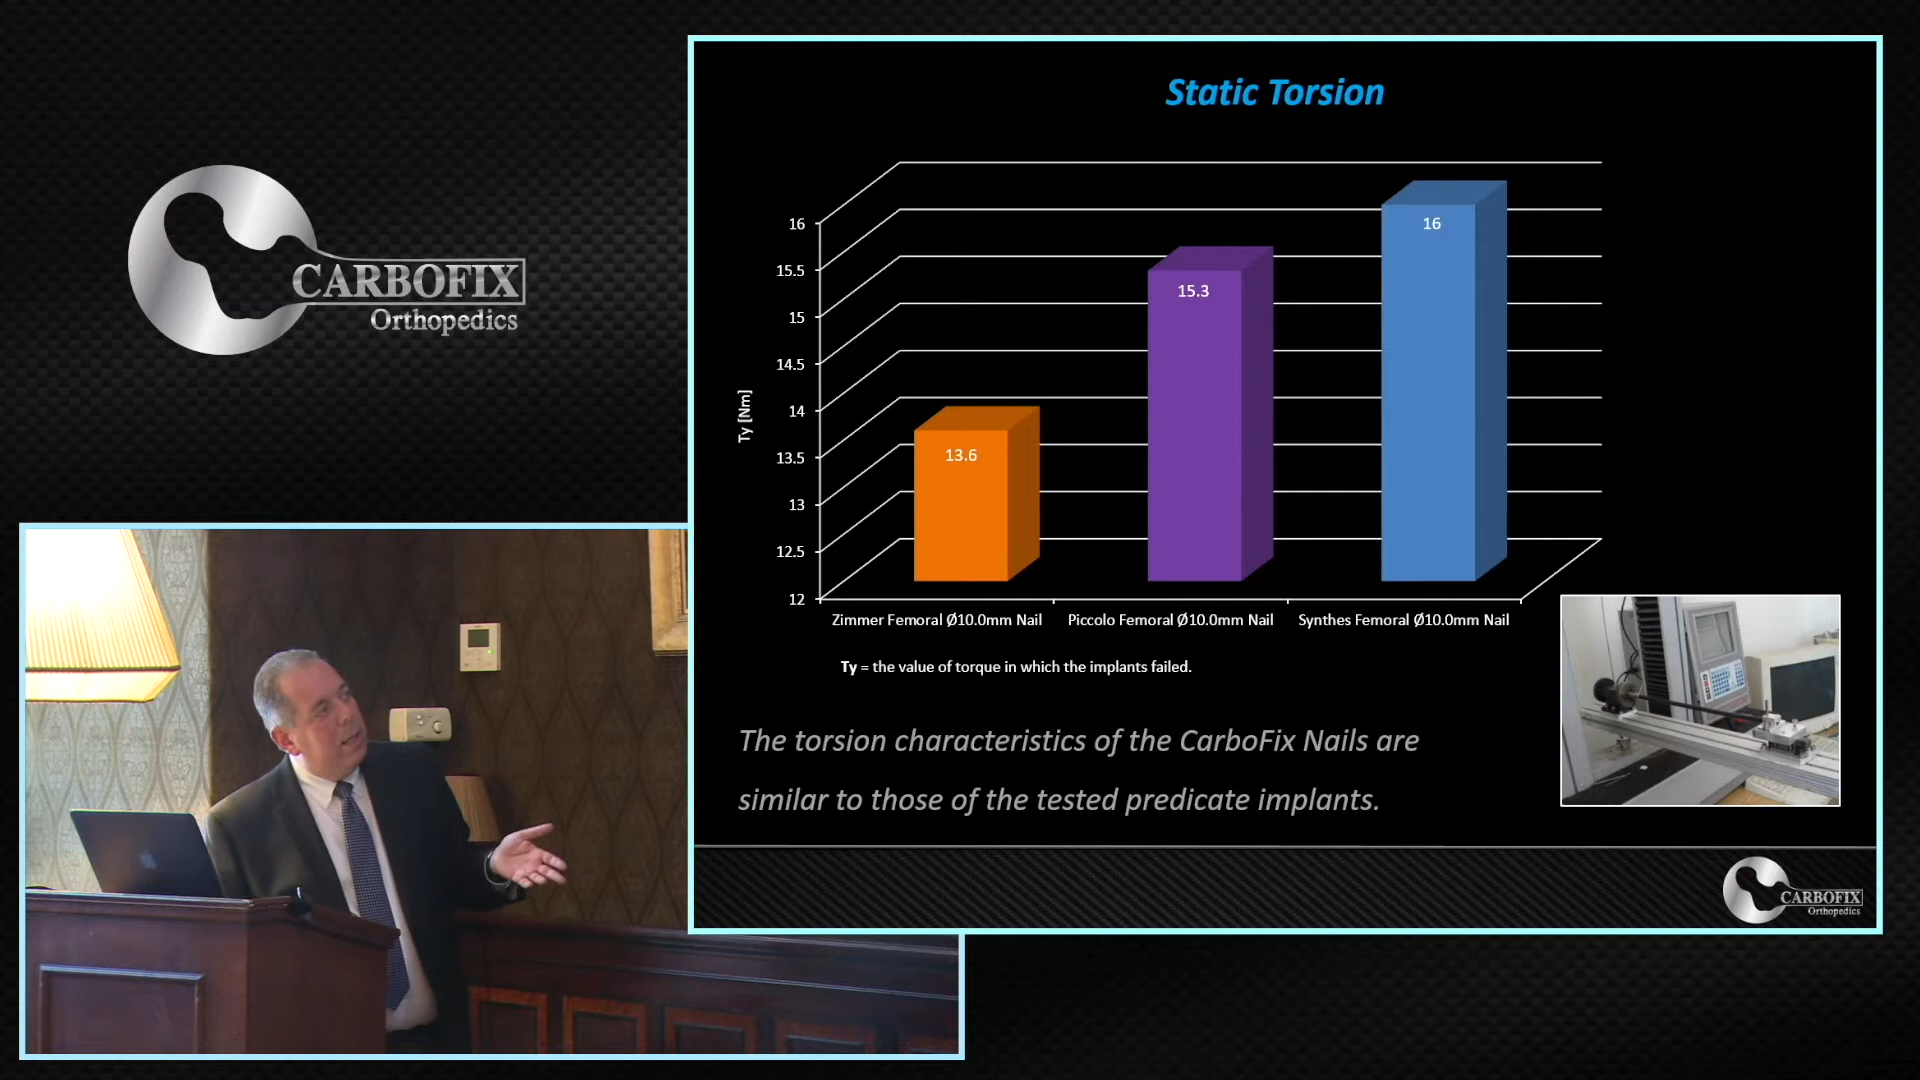 CARBOFIX
Orthopedics
Static Torsion
Ty [Nm]
16
15.5
15
14.5
14
13.5
13
12.5
12
13.6
15.3
16
Zimmer Femoral Ø10.0mm Nail
Piccolo Femoral Ø10.0mm Nail
Synthes Femoral Ø10.0mm Nail
Ty = the value of torque in which the implants failed.
The torsion characteristics of the CarboFix Nails are
similar to those of the tested predicate implants.
CARBOFIX
Orthopedics